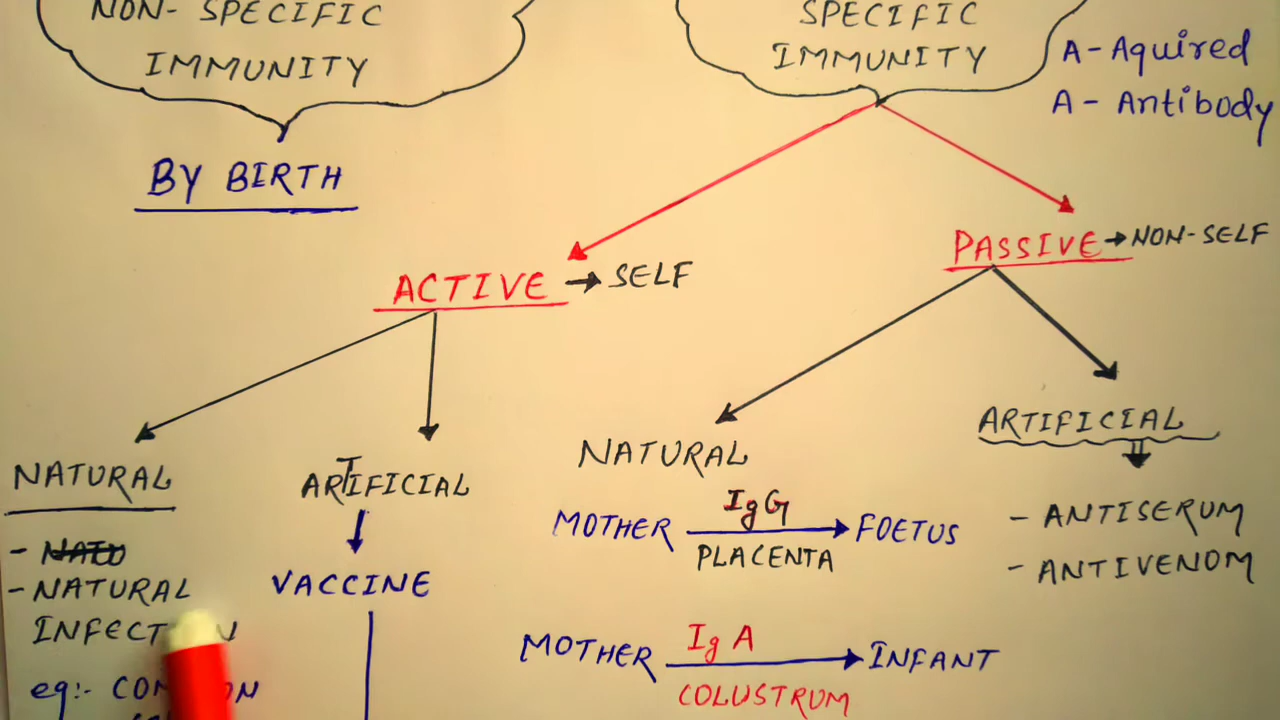 NON- SPECIFIC
IMMUNITY
BY BIRTH
SPECIFIC
IMMUNITY
A - Aquired
A - Antibody
ACTIVE → SELF
PASSIVE → NON-SELF
NATURAL
- NATURAL
eg:-
ARTIFICIAL
VACCINE
NATURAL
MOTHER IgG FOETUS
PLACENTA
MOTHER IgA INFANT
COLUSTRUM
ARTIFICIAL
- ANTISERUM
- ANTIVENOM